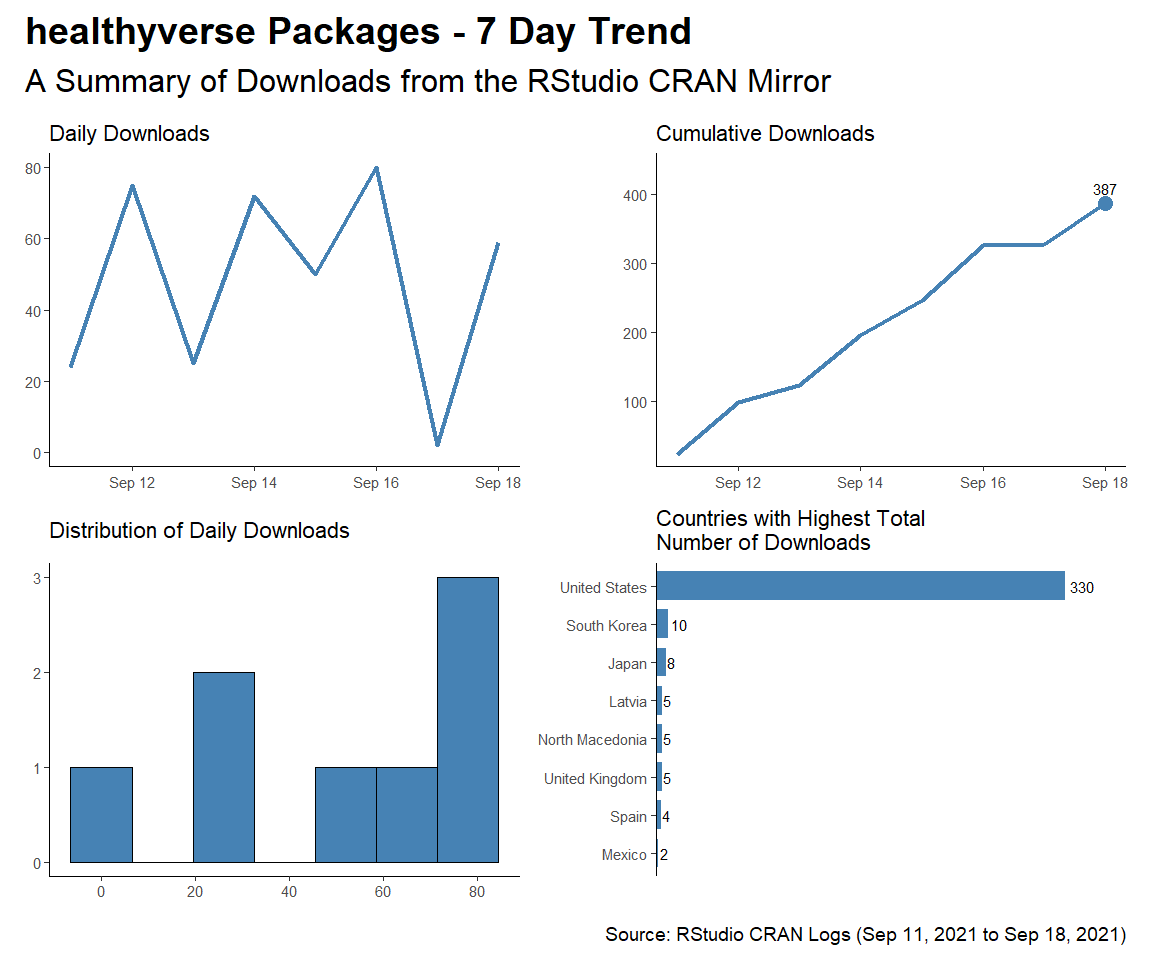 healthyverse Packages - 7 Day Trend
A Summary of Downloads from the RStudio CRAN Mirror
Daily Downloads
80
60
40
20
0
Sep 12 Sep 14 Sep 16 Sep 18
Cumulative Downloads
400
300
200
100
387
Sep 12 Sep 14 Sep 16 Sep 18
Distribution of Daily Downloads
3
2
1
0
0 20 40 60 80
Countries with Highest Total
Number of Downloads
United States 330
South Korea 10
Japan 8
Latvia 5
North Macedonia 5
United Kingdom 5
Spain 4
Mexico 2
Source: RStudio CRAN Logs (Sep 11, 2021 to Sep 18, 2021)